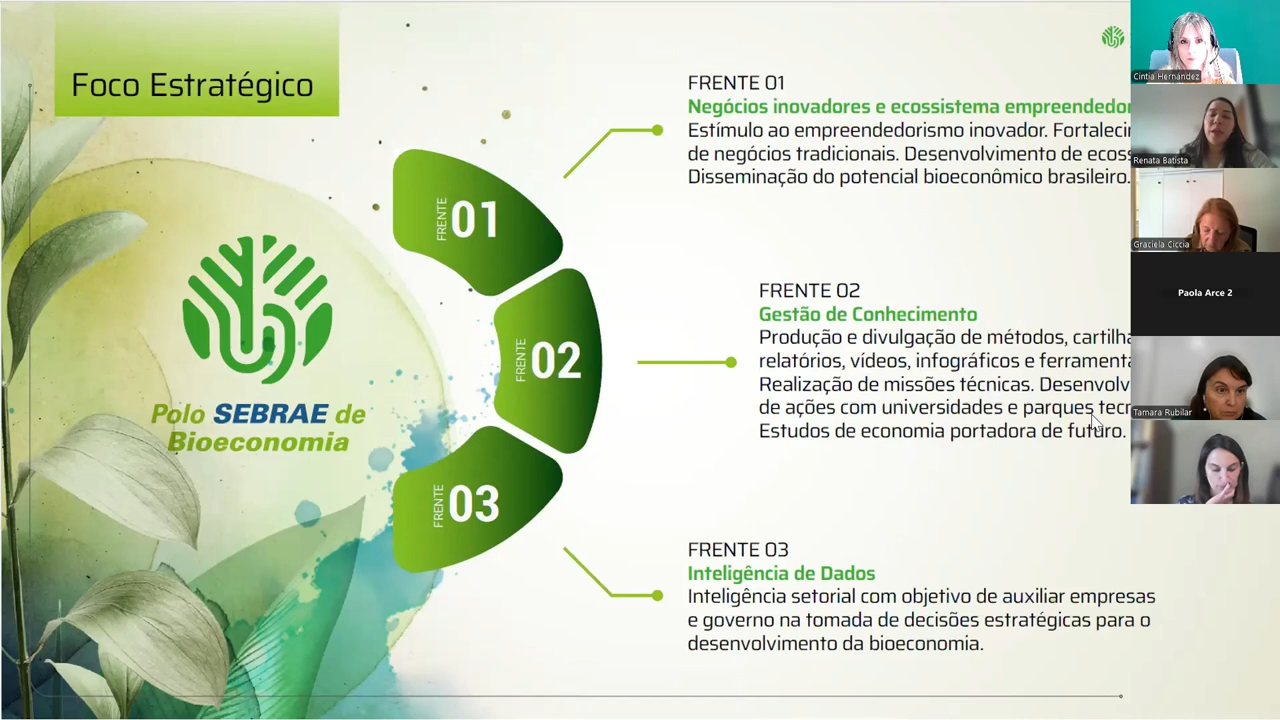 Foco Estratégico
Polo SEBRAE de
Bioeconomia
FRENTE 01
FRENTE 02
FRENTE 03
FRENTE 01
Negócios inovadores e ecossistema empreendedor
Estímulo ao empreendedorismo inovador. Fortaleci
de negócios tradicionais. Desenvolvimento de ecoss
Disseminação do potencial bioeconômico brasileiro.
FRENTE 02
Gestão de Conhecimento
Produção e divulgação de métodos, cartilha
relatórios, vídeos, infográficos e ferramenta
Realização de missões técnicas. Desenvolv
de ações com universidades e parques tecn
Estudos de economia portadora de futuro.
FRENTE 03
Inteligência de Dados
Inteligência setorial com objetivo de auxiliar empresas
e governo na tomada de decisões estratégicas para o
desenvolvimento da bioeconomia.
Cintia Hernández
Renata Batista
Graciela Ciccia
Paola Arce 2
Tamara Rubilar